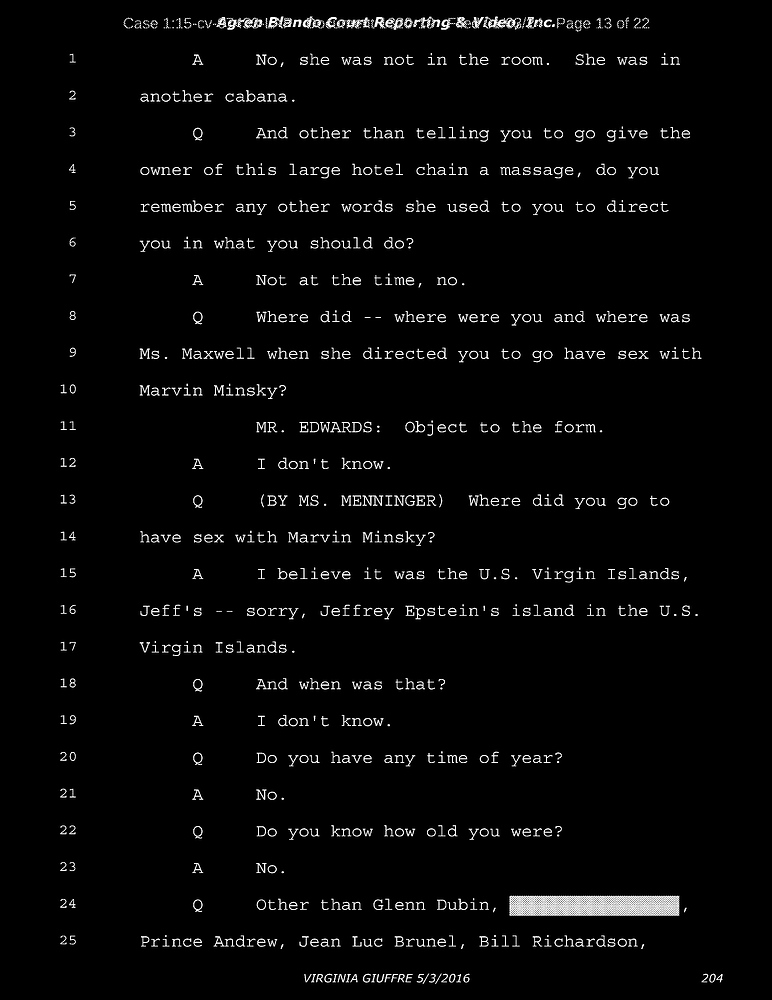 Case 1:15-cv- Agren Blando Court Reporting & Video, Inc. Page 13 of 22
1 A No, she was not in the room. She was in
2 another cabana.
3 Q And other than telling you to go give the
4 owner of this large hotel chain a massage, do you
5 remember any other words she used to you to direct
6 you in what you should do?
7 A Not at the time, no.
8 Q Where did -- where were you and where was
9 Ms. Maxwell when she directed you to go have sex with
10 Marvin Minsky?
11 MR. EDWARDS: Object to the form.
12 A I don't know.
13 Q (BY MS. MENNINGER) Where did you go to
14 have sex with Marvin Minsky?
15 A I believe it was the U.S. Virgin Islands,
16 Jeff's -- sorry, Jeffrey Epstein's island in the U.S.
17 Virgin Islands.
18 Q And when was that?
19 A I don't know.
20 Q Do you have any time of year?
21 A No.
22 Q Do you know how old you were?
23 A No.
24 Q Other than Glenn Dubin, ,
25 Prince Andrew, Jean Luc Brunel, Bill Richardson,
VIRGINIA GIUFFRE 5/3/2016 204